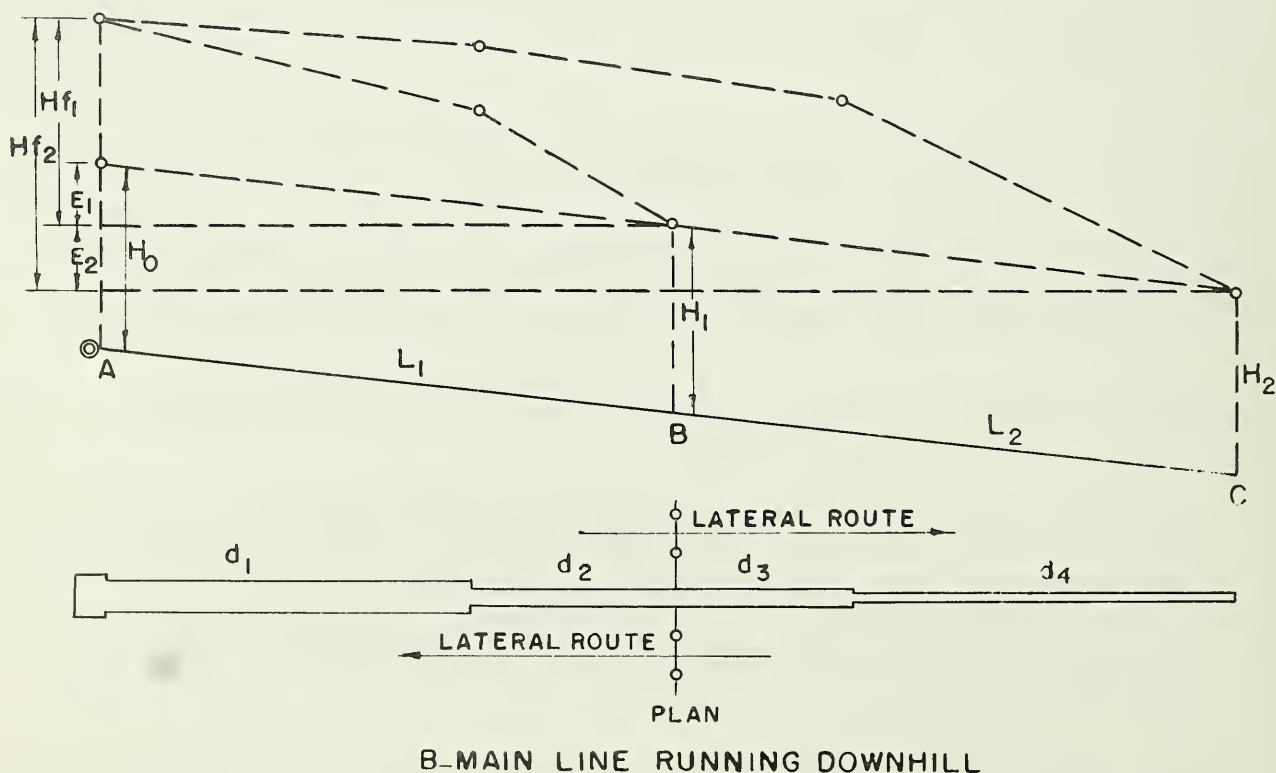 Hf₁
Hf₂
E₁
H₀
E₂
H₁
A
L₁
B
L₂
H₂
C
LATERAL ROUTE
d₁
d₂
d₃
d₄
LATERAL ROUTE
PLAN
B-MAIN LINE RUNNING DOWNHILL